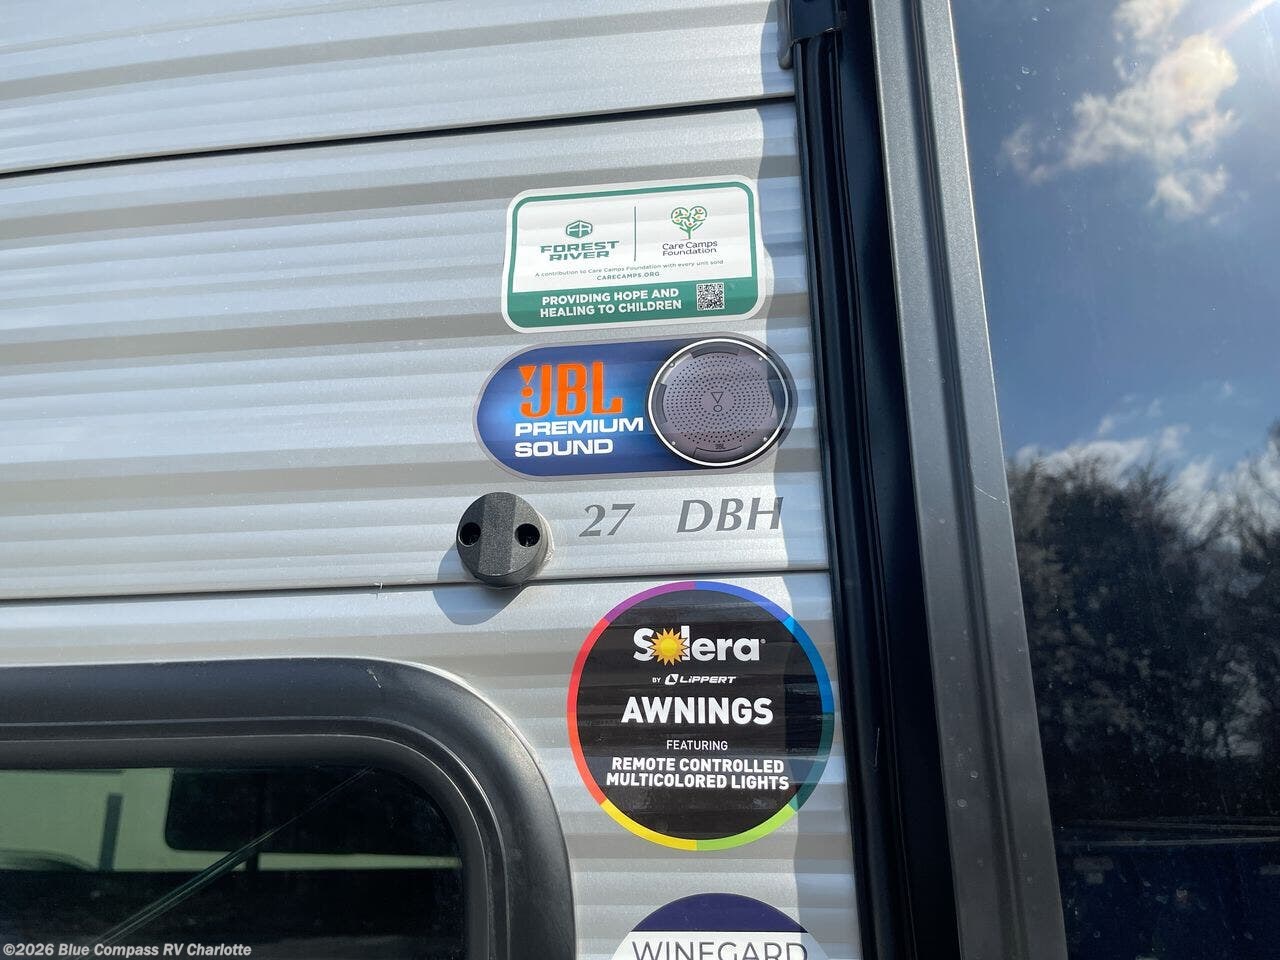 FR
FOREST
RIVER
Care Camps
Foundation
A contribution to Care Camps Foundation with every unit sold
CARECAMPS.ORG
PROVIDING HOPE AND
HEALING TO CHILDREN
JBL
PREMIUM
SOUND
JBL
27 DBH
Solera®
BY LIPPERT
AWNINGS
FEATURING
REMOTE CONTROLLED
MULTICOLORED LIGHTS
WINEGARD
©2026 Blue Compass RV Charlotte